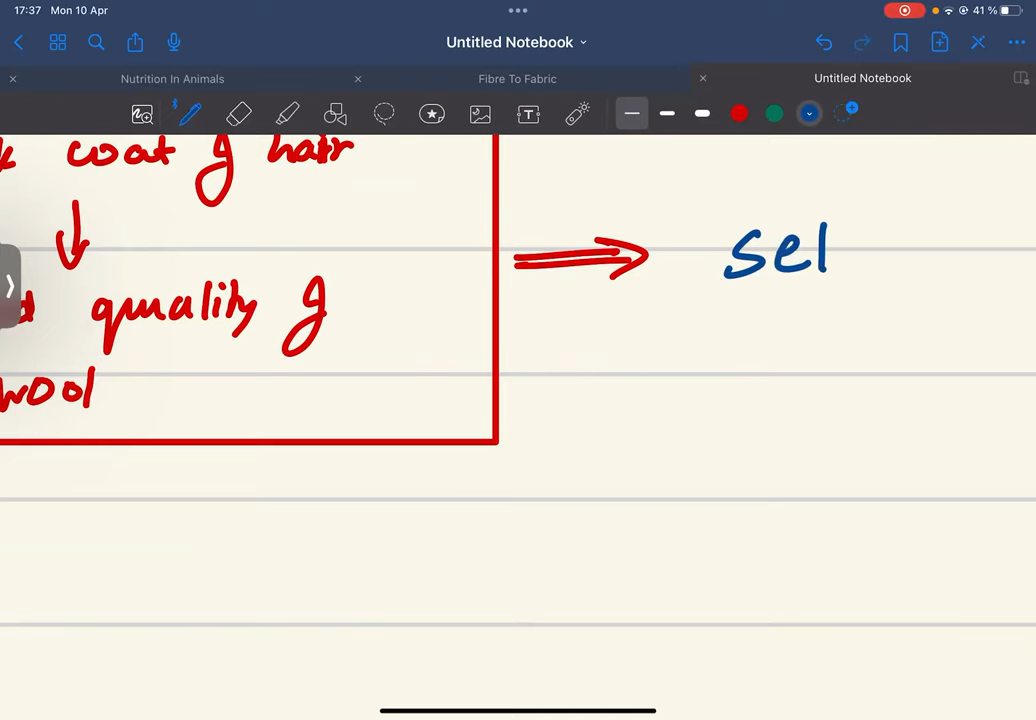 17:37 Mon 10 Apr 41 %
Untitled Notebook
Nutrition In Animals Fibre To Fabric Untitled Notebook
coat of hair
quality of
wool
sel